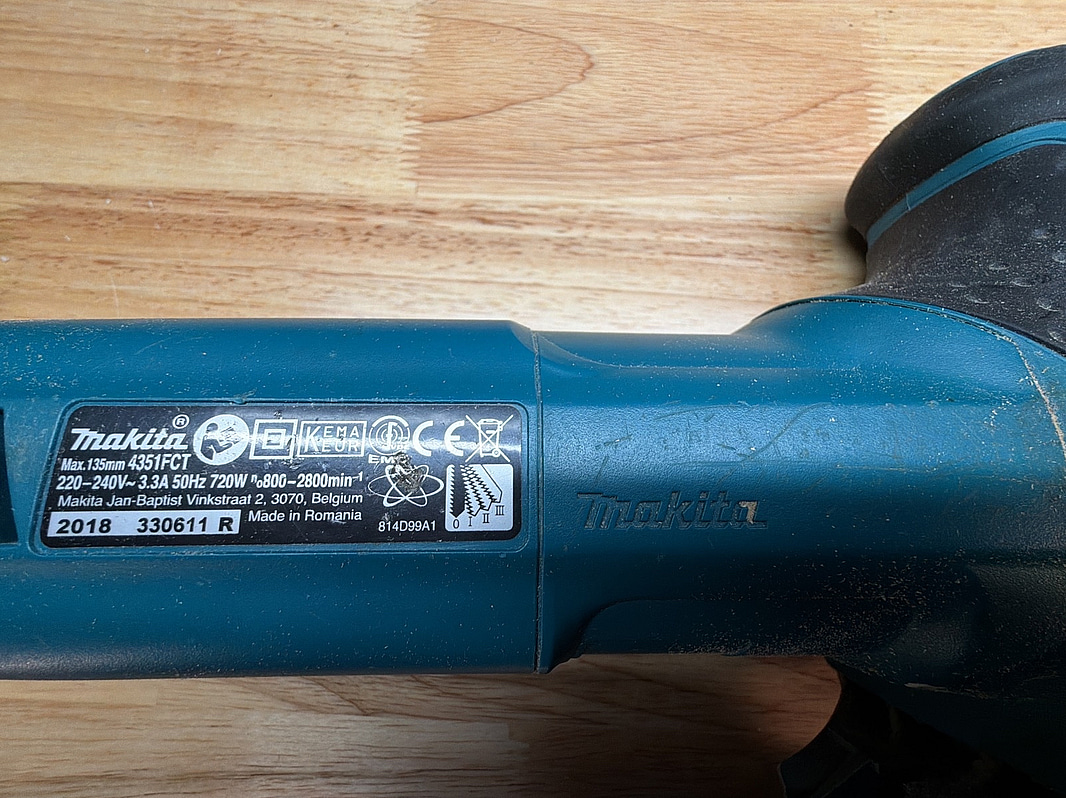 makita®
KEMA
KEUR
CE
EMC
Max.135mm 4351FCT
220-240V~ 3.3A 50Hz 720W n₀800-2800min⁻¹
Makita Jan-Baptist Vinkstraat 2, 3070, Belgium
2018 330611 R
Made in Romania
814D99A1
0 I II III
makita